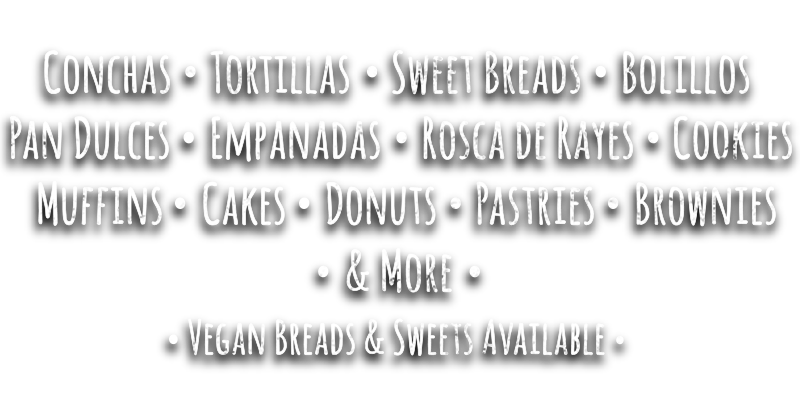 Conchas • Tortillas • Sweet Breads • Bolillos
Pan Dulces • Empanadas • Rosca de Rayes • Cookies
Muffins • Cakes • Donuts • Pastries • Brownies
• & More •
• Vegan Breads & Sweets Available •